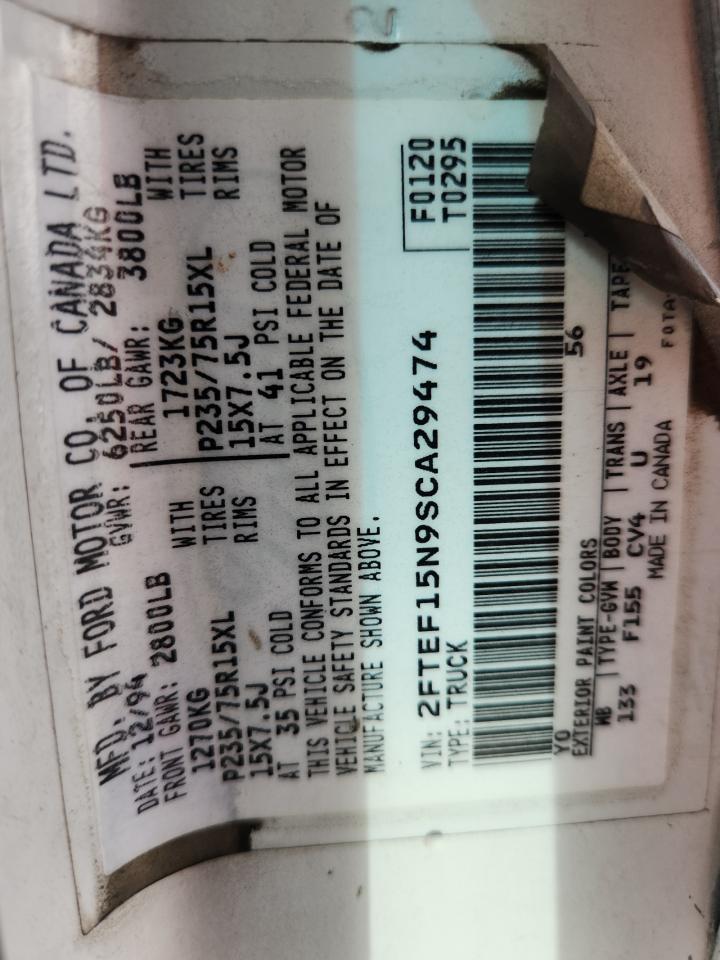 MFD. BY FORD MOTOR CO. OF CANADA LTD.
DATE: 12/94 GVWR: 6250LB/ 2834KG
FRONT GAWR: 2800LB REAR GAWR: 3800LB
1270KG WITH 1723KG WITH
P235/75R15XL TIRES P235/75R15XL TIRES
15X7.5J RIMS 15X7.5J RIMS
AT 35 PSI COLD AT 41 PSI COLD
THIS VEHICLE CONFORMS TO ALL APPLICABLE FEDERAL MOTOR
VEHICLE SAFETY STANDARDS IN EFFECT ON THE DATE OF
MANUFACTURE SHOWN ABOVE.
VIN: 2FTEF15N9SCA29474 F0120
TYPE: TRUCK T0295
YO 56
EXTERIOR PAINT COLORS
WB TYPE-GVW BODY TRANS AXLE TAPE
133 F155 CV4 U 19
MADE IN CANADA F0TA
2